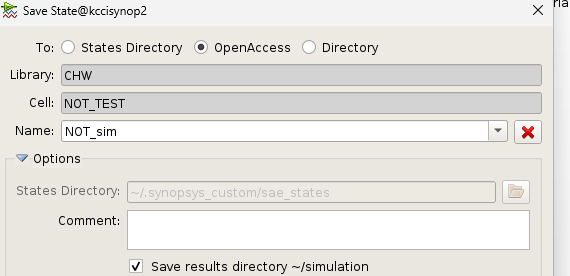 Save State@kccisynop2
To: States Directory OpenAccess Directory
Library: CHW
Cell: NOT_TEST
Name: NOT_sim
Options
States Directory: ~/.synopsys_custom/sae_states
Comment:
Save results directory ~/simulation